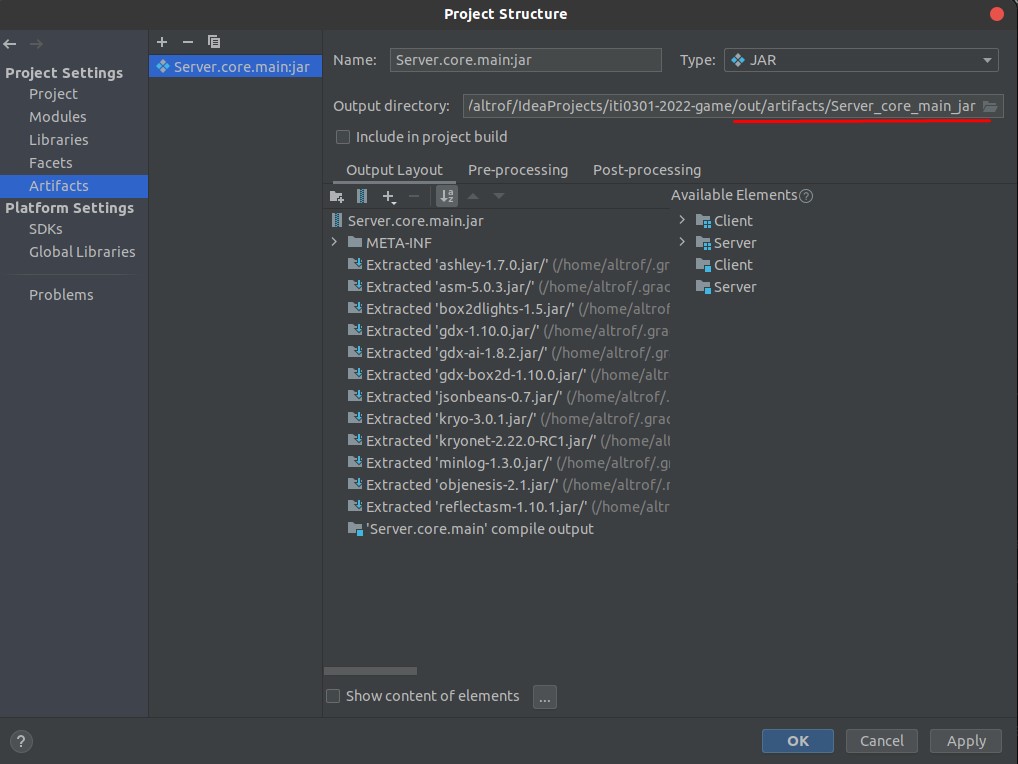 Project Structure
Project Settings
Project
Modules
Libraries
Facets
Artifacts
Platform Settings
SDKs
Global Libraries
Problems
Server.core.main:jar
Name: Server.core.main:jar Type: JAR
Output directory: /altrof/IdeaProjects/iti0301-2022-game/out/artifacts/Server_core_main_jar
Include in project build
Output Layout Pre-processing Post-processing
Server.core.main.jar
META-INF
Extracted 'ashley-1.7.0.jar/' (/home/altrof/.gr
Extracted 'asm-5.0.3.jar/' (/home/altrof/.grac
Extracted 'box2dlights-1.5.jar/' (/home/altrof
Extracted 'gdx-1.10.0.jar/' (/home/altrof/.gra
Extracted 'gdx-ai-1.8.2.jar/' (/home/altrof/.gr
Extracted 'gdx-box2d-1.10.0.jar/' (/home/altr
Extracted 'jsonbeans-0.7.jar/' (/home/altrof/.
Extracted 'kryo-3.0.1.jar/' (/home/altrof/.grac
Extracted 'kryonet-2.22.0-RC1.jar/' (/home/alt
Extracted 'minlog-1.3.0.jar/' (/home/altrof/.gr
Extracted 'objenesis-2.1.jar/' (/home/altrof/.r
Extracted 'reflectasm-1.10.1.jar/' (/home/altr
'Server.core.main' compile output
Available Elements ?
Client
Server
Client
Server
Show content of elements ...
? OK Cancel Apply